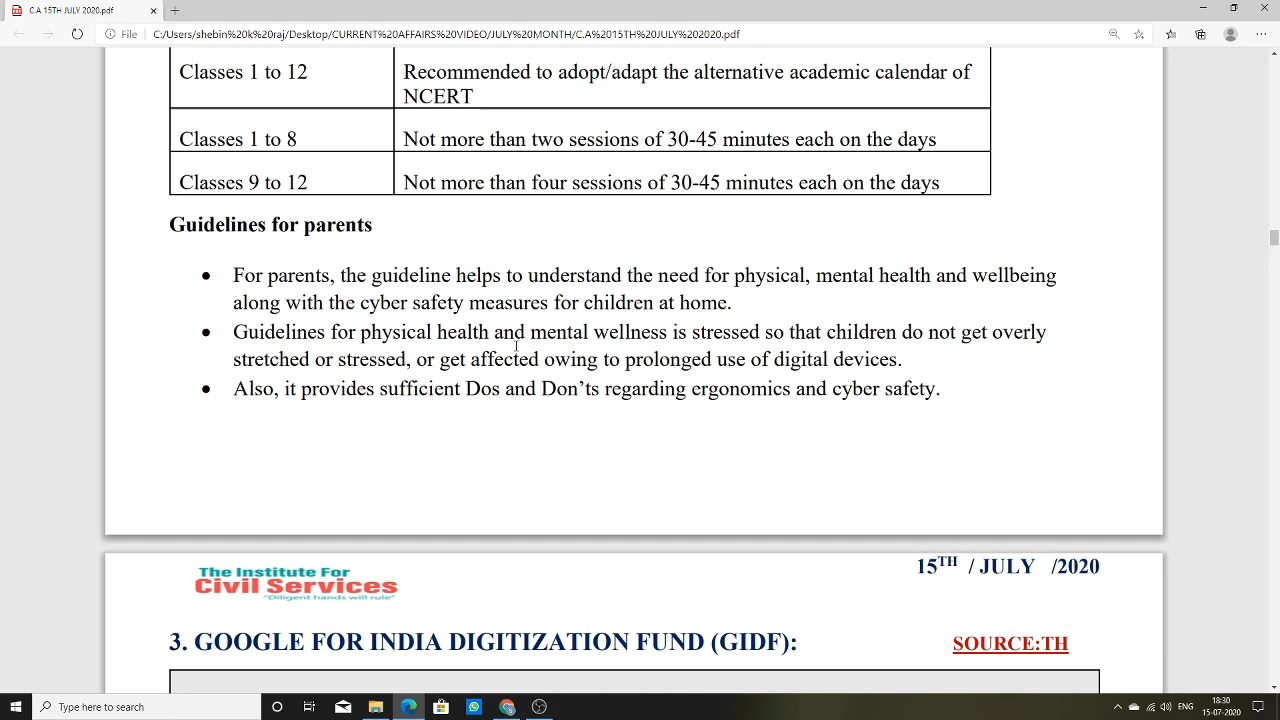 C.A 15TH JULY 2020.pdf
File
C:/Users/shebin%20k%20raj/Desktop/CURRENT%20AFFAIRS%20VIDEO/JULY%20MONTH/C.A%2015TH%20JULY%202020.pdf
Classes 1 to 12
Recommended to adopt/adapt the alternative academic calendar of
NCERT
Classes 1 to 8
Not more than two sessions of 30-45 minutes each on the days
Classes 9 to 12
Not more than four sessions of 30-45 minutes each on the days
Guidelines for parents
• For parents, the guideline helps to understand the need for physical, mental health and wellbeing
along with the cyber safety measures for children at home.
• Guidelines for physical health and mental wellness is stressed so that children do not get overly
stretched or stressed, or get affected owing to prolonged use of digital devices.
• Also, it provides sufficient Dos and Don’ts regarding ergonomics and cyber safety.
The Institute For
Civil Services
"Diligent hands will rule"
15TH / JULY /2020
3. GOOGLE FOR INDIA DIGITIZATION FUND (GIDF):
SOURCE:TH
Type here to search
ENG
18:30
15-07-2020